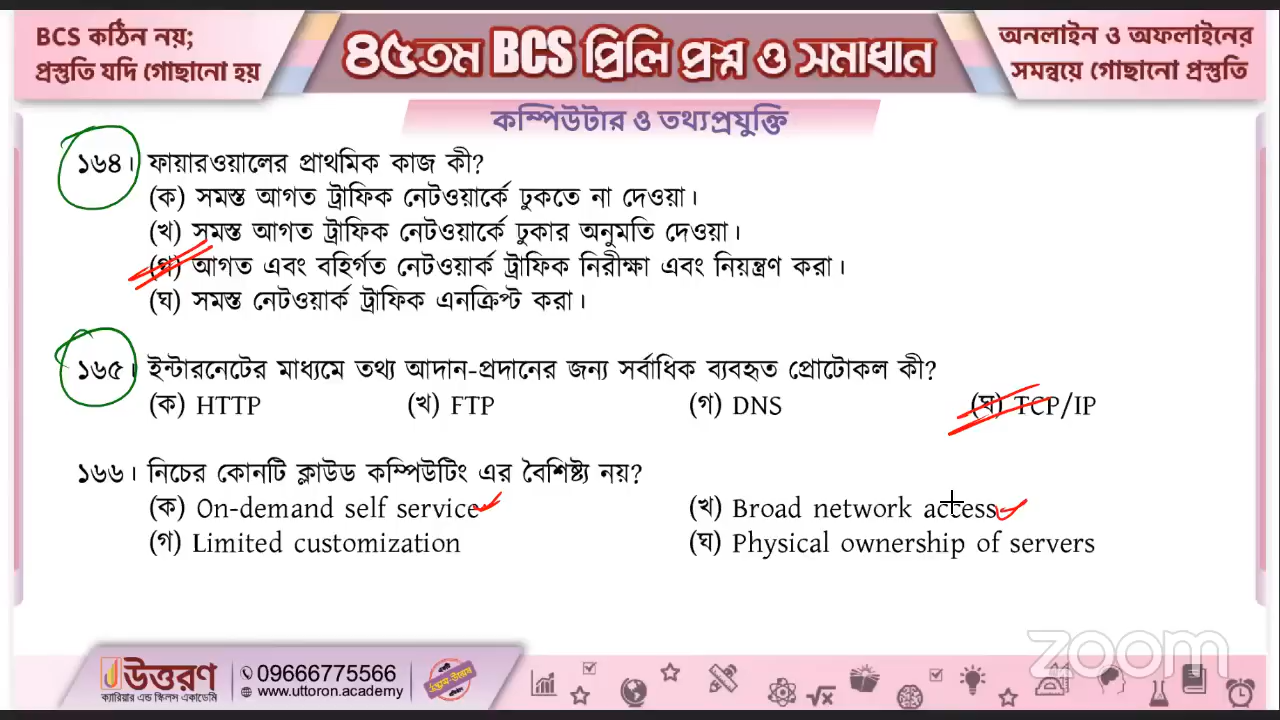 BCS কঠিন নয়;
প্রস্তুতি যদি গোছানো হয়
৪৫তম BCS প্রিলি প্রশ্ন ও সমাধান
অনলাইন ও অফলাইনের
সমন্বয়ে গোছানো প্রস্তুতি
কম্পিউটার ও তথ্যপ্রযুক্তি
১৬৪। ফায়ারওয়ালের প্রাথমিক কাজ কী?
(ক) সমস্ত আগত ট্রাফিক নেটওয়ার্কে ঢুকতে না দেওয়া।
(খ) সমস্ত আগত ট্রাফিক নেটওয়ার্কে ঢুকার অনুমতি দেওয়া।
(গ) আগত এবং বহির্গত নেটওয়ার্ক ট্রাফিক নিরীক্ষা এবং নিয়ন্ত্রণ করা।
(ঘ) সমস্ত নেটওয়ার্ক ট্রাফিক এনক্রিপ্ট করা।
১৬৫। ইন্টারনেটের মাধ্যমে তথ্য আদান-প্রদানের জন্য সর্বাধিক ব্যবহৃত প্রোটোকল কী?
(ক) HTTP (খ) FTP (গ) DNS (ঘ) TCP/IP
১৬৬। নিচের কোনটি ক্লাউড কম্পিউটিং এর বৈশিষ্ট্য নয়?
(ক) On-demand self service (খ) Broad network access
(গ) Limited customization (ঘ) Physical ownership of servers
zoom
উত্তরণ
ক্যারিয়ার এন্ড স্কিলস একাডেমি
09666775566
www.uttoron.academy